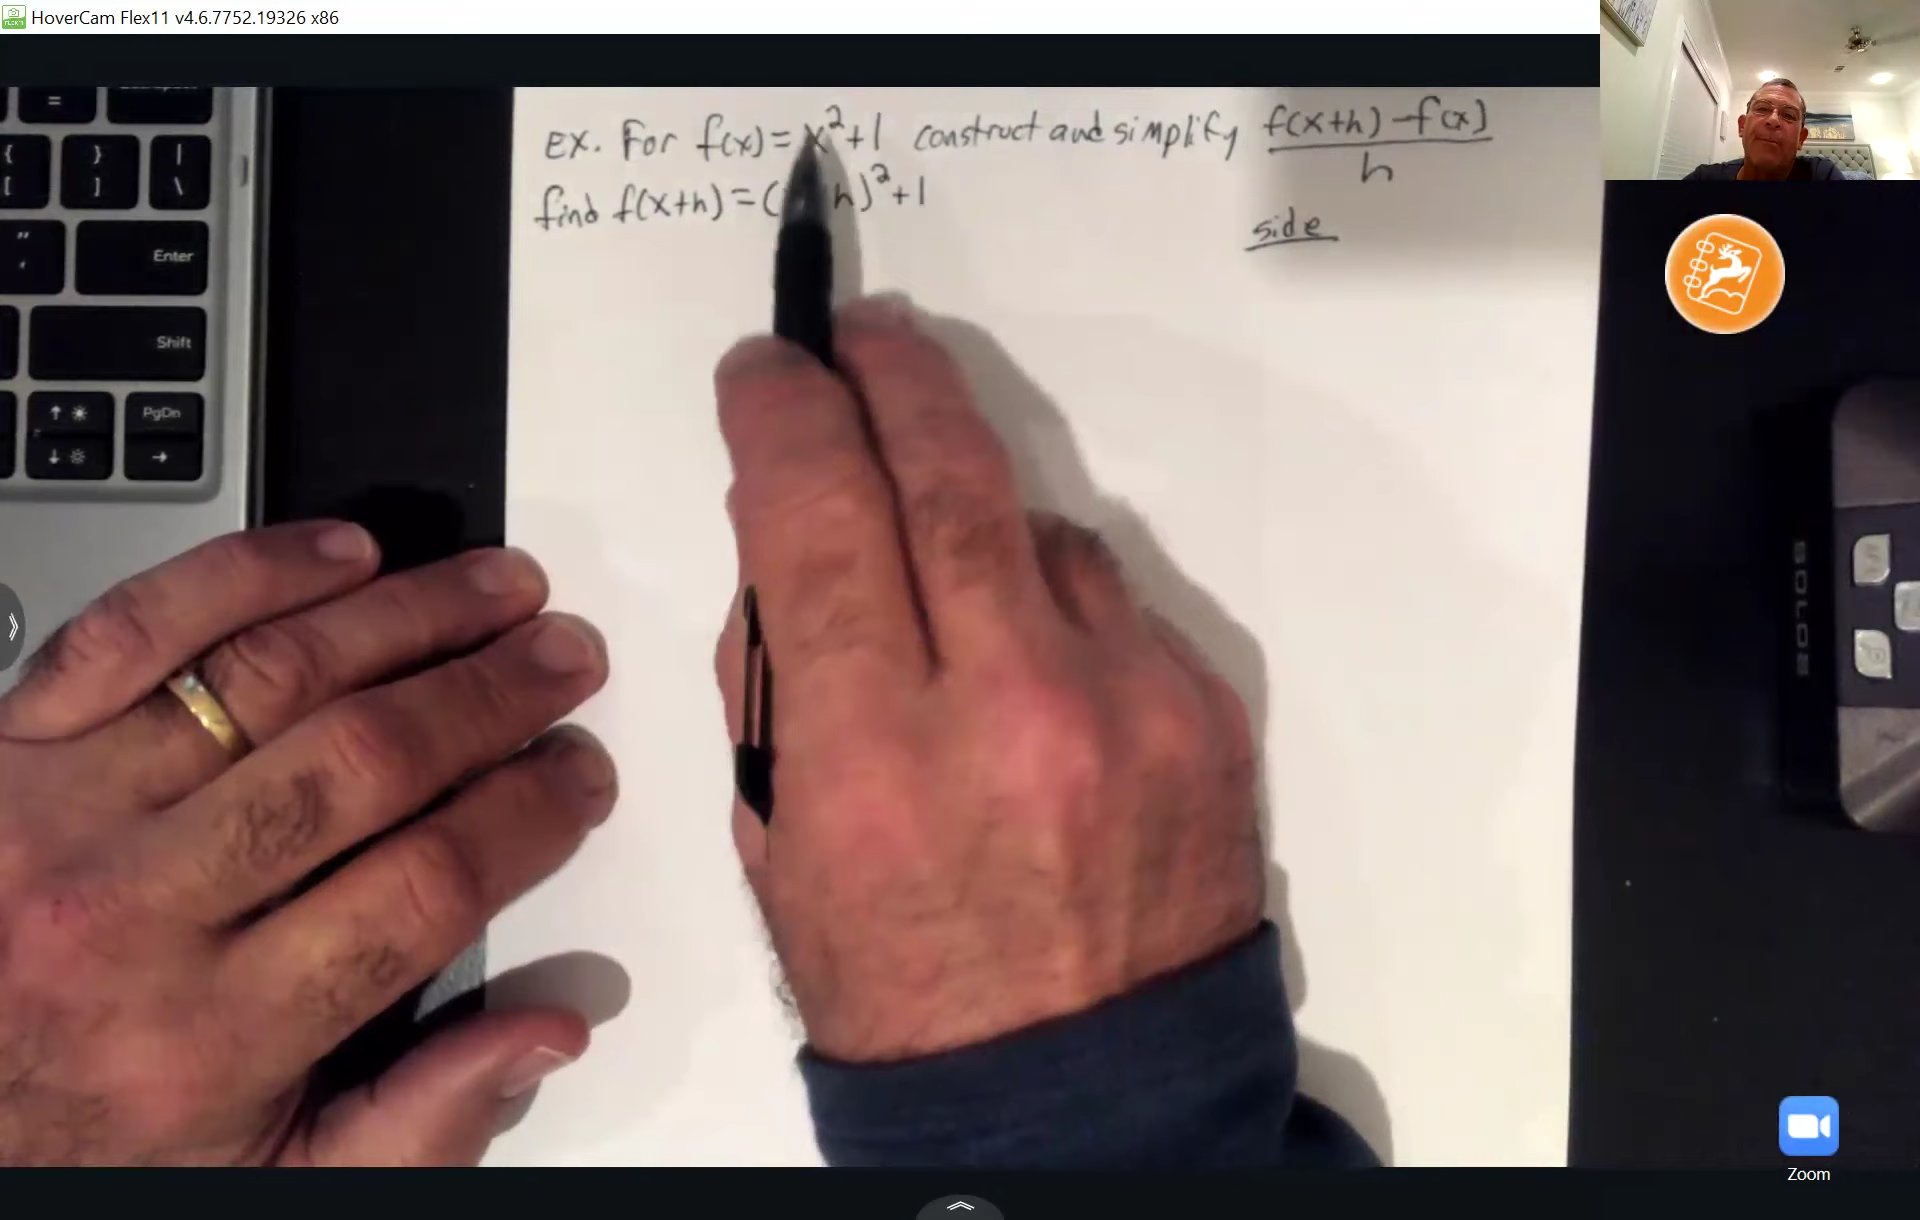 HoverCam Flex11 v4.6.7752.19326 x86
ex. For f(x) = x²+1 construct and simplify f(x+h) - f(x) / h
find f(x+h) = ( h)²+1
side
=
{ [
} ]
| \
" '
Enter
Shift
↑
PgDn
↓
→
SOLO8
Zoom